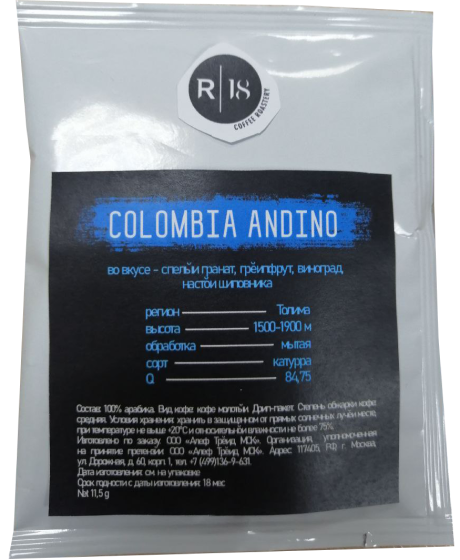 R|18
COFFEE ROASTERY
COLOMBIA ANDINO
во вкусе - спелый гранат, грейпфрут, виноград,
настой шиповника
регион Толима
высота 1500-1900 м
обработка мытая
сорт катурра
Q 84,75
Состав: 100% арабика. Вид кофе: кофе молотый. Дрип-пакет. Степень обжарки кофе:
средняя. Условия хранения: хранить в защищенном от прямых солнечных лучей месте,
при температуре не выше +20°С и относительной влажности не более 75%.
Изготовлено по заказу: ООО «Алеф Трейд МСК». Организация, уполномоченная
на принятие претензий: ООО «Алеф Трейд МСК». Адрес: 117405, РФ, г. Москва,
ул. Дорожная, д. 60, корп. 1, тел. +7 (499)136-9-631.
Дата изготовления: см. на упаковке
Срок годности с даты изготовления: 18 мес
Net 11,5 g